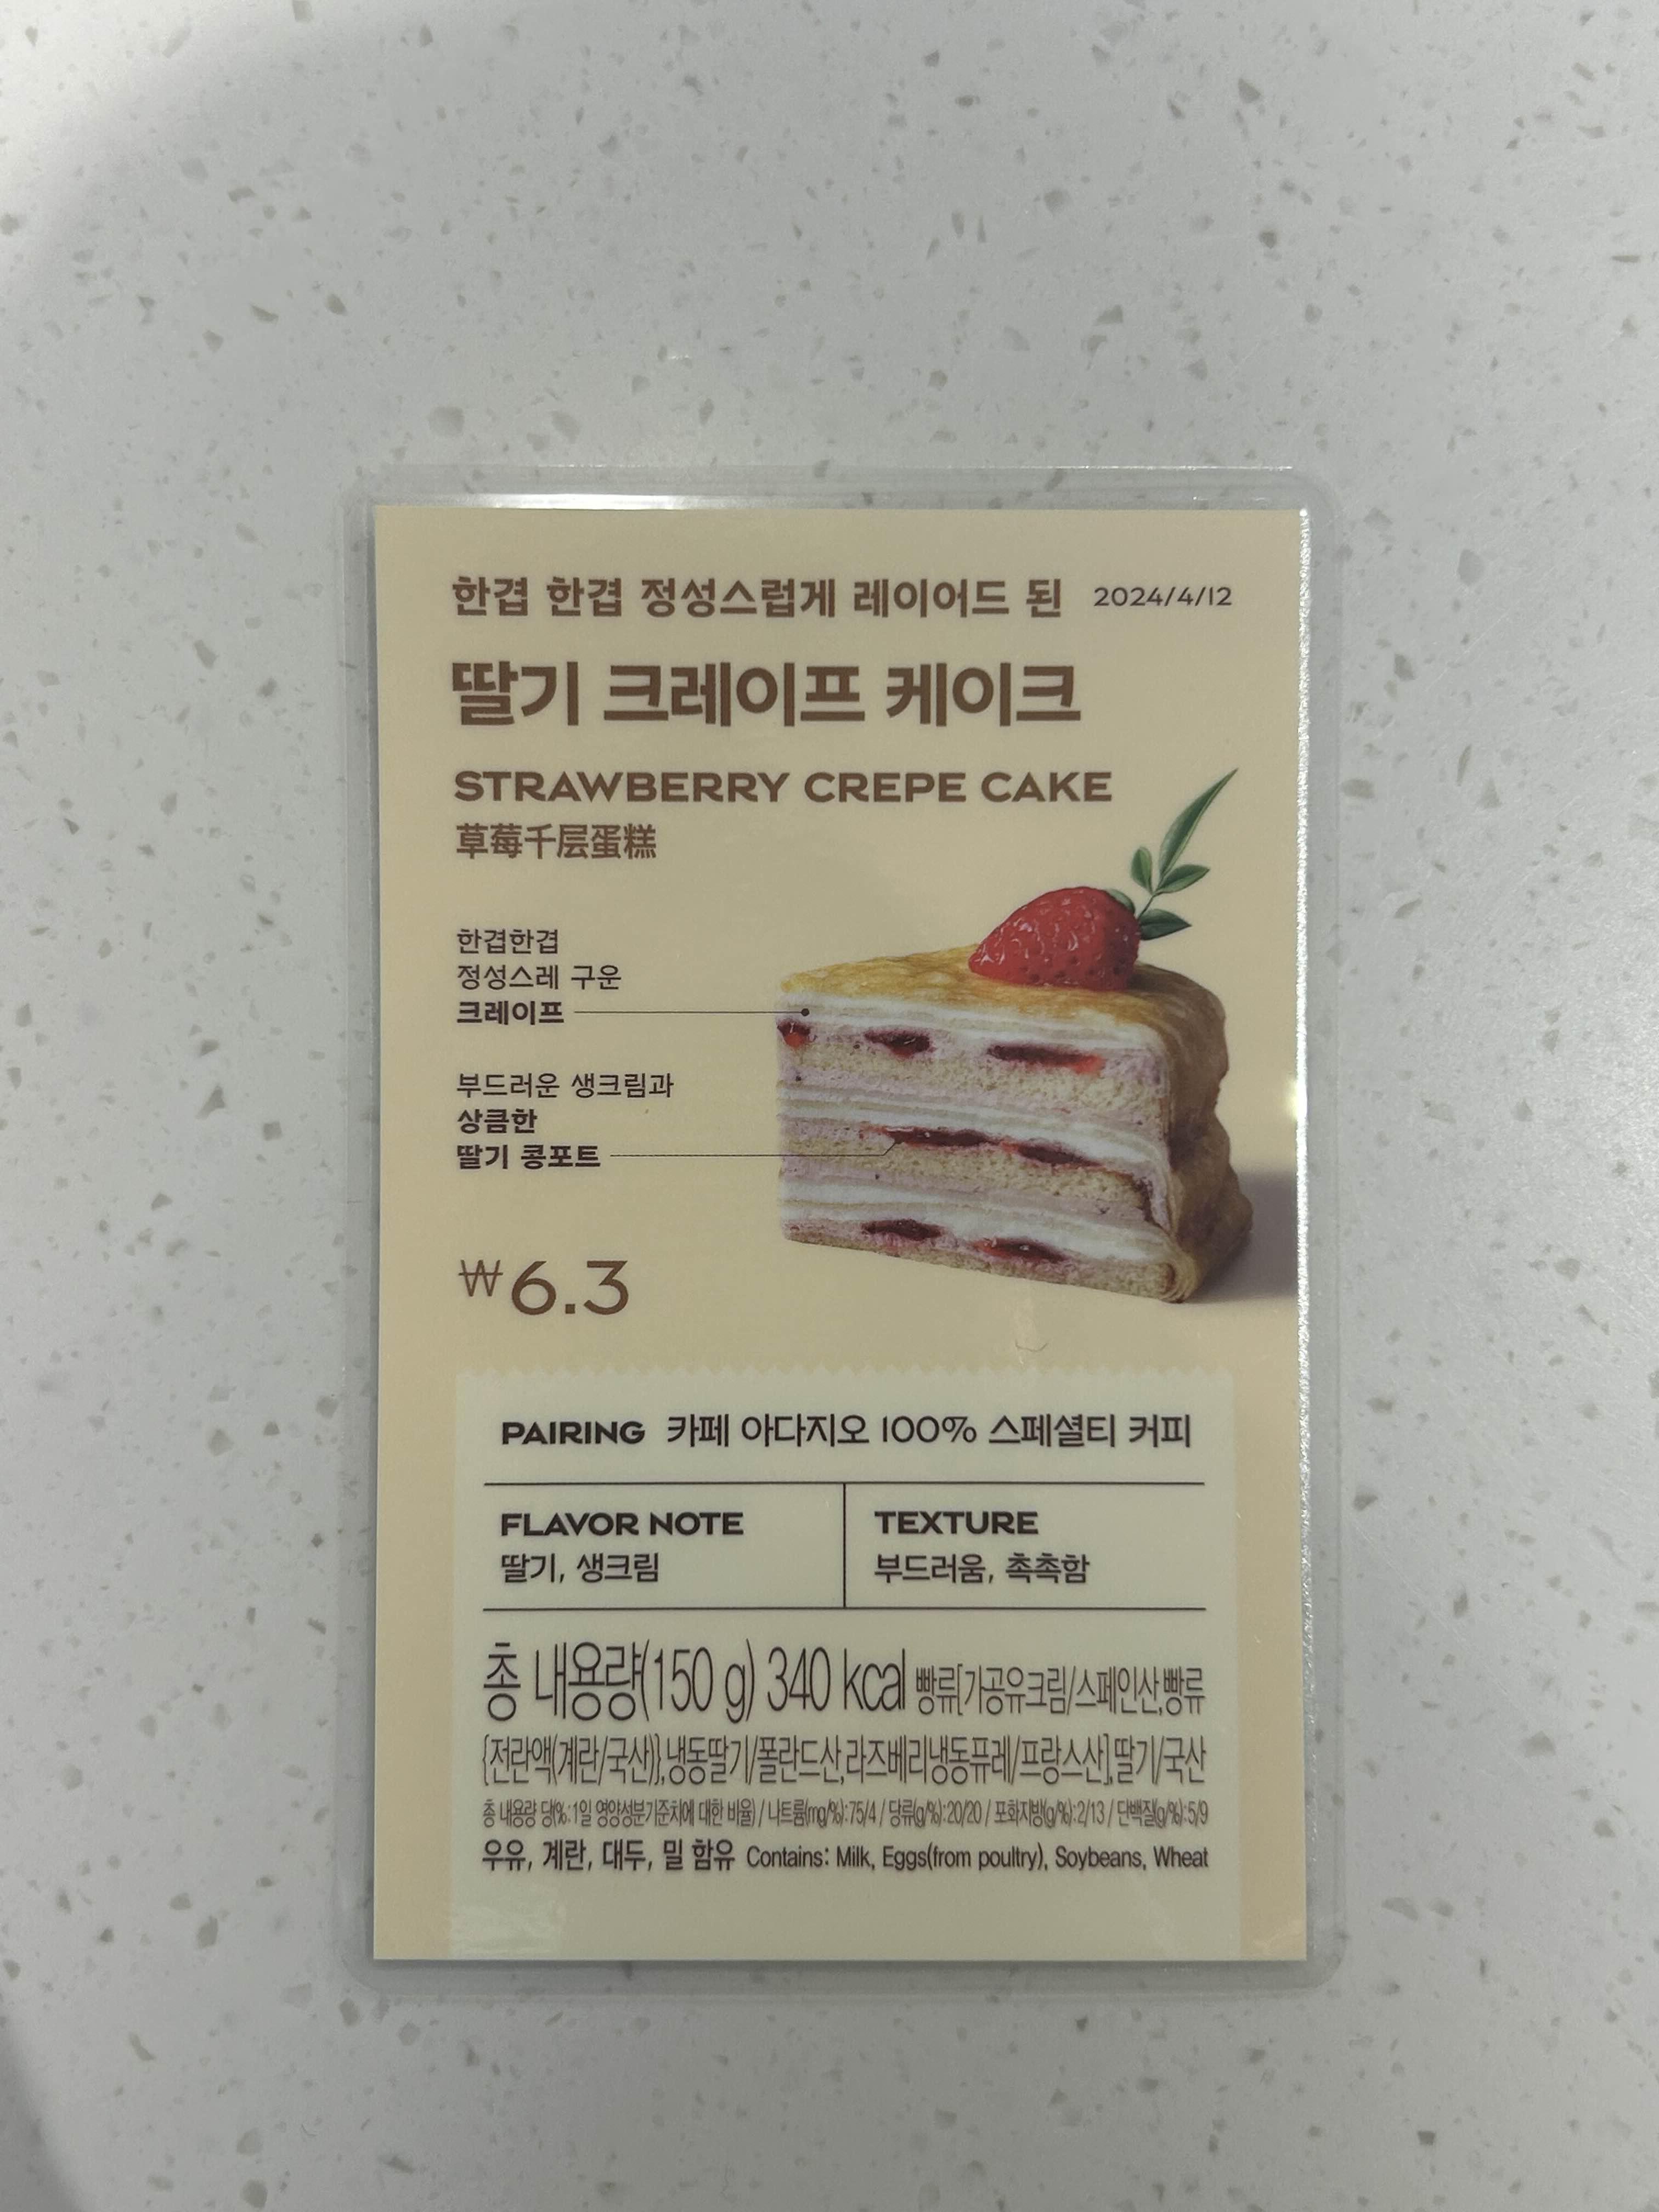 한겹 한겹 정성스럽게 레이어드 된 2024/4/12
딸기 크레이프 케이크
STRAWBERRY CREPE CAKE
草莓千层蛋糕
한겹한겹
정성스레 구운
크레이프
부드러운 생크림과
상큼한
딸기 콩포트
₩6.3
PAIRING 카페 아다지오 100% 스페셜티 커피
FLAVOR NOTE
딸기, 생크림
TEXTURE
부드러움, 촉촉함
총 내용량(150 g) 340 kcal 빵류[가공유크림/스페인산,빵류
{전란액(계란/국산)},냉동딸기/폴란드산,라즈베리냉동퓨레/프랑스산],딸기/국산
총 내용량 당(%:1일 영양성분기준치에 대한 비율) / 나트륨(mg/%):75/4 / 당류(g/%):20/20 / 포화지방(g/%):2/13 / 단백질(g/%):5/9
우유, 계란, 대두, 밀 함유 Contains: Milk, Eggs(from poultry), Soybeans, Wheat